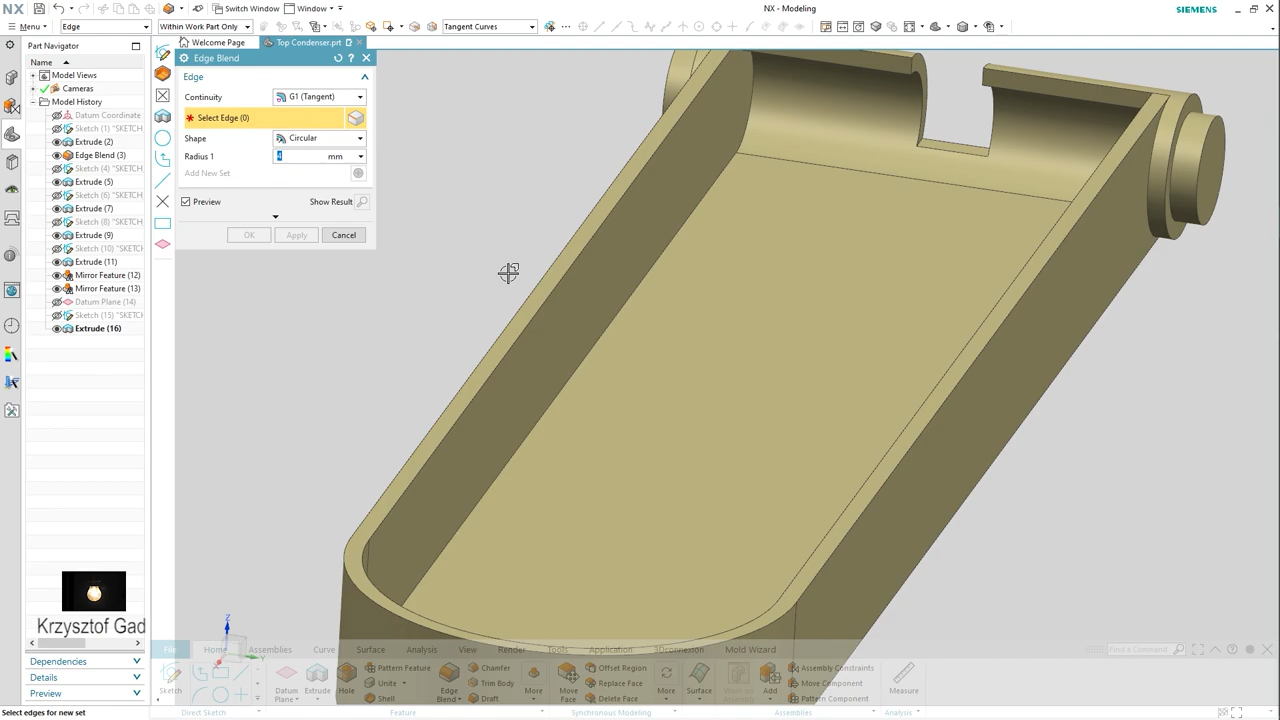 NX
Switch Window
Window
NX - Modeling
SIEMENS
Menu
Edge
Within Work Part Only
Tangent Curves
Part Navigator
Welcome Page
Top Condenser.prt
Name
Model Views
Cameras
Model History
Datum Coordinate
Sketch (1) "SKETCH
Extrude (2)
Edge Blend (3)
Sketch (4) "SKETCH
Extrude (5)
Sketch (6) "SKETCH
Extrude (7)
Sketch (8) "SKETCH
Extrude (9)
Sketch (10) "SKETC
Extrude (11)
Mirror Feature (12)
Mirror Feature (13)
Datum Plane (14)
Sketch (15) "SKETC
Extrude (16)
Edge Blend
Edge
Continuity
G1 (Tangent)
* Select Edge (0)
Shape
Circular
Radius 1
4
mm
Add New Set
Preview
Show Result
OK
Apply
Cancel
Z
Krzysztof Gad
Dependencies
Details
Preview
File
Home
Assemblies
Curve
Surface
Analysis
View
Render
Tools
Application
3Dconnexion
Mold Wizard
Find a Command
Sketch
Datum Plane
Extrude
Hole
Pattern Feature
Unite
Shell
Edge Blend
Chamfer
Trim Body
Draft
More
Move Face
Offset Region
Replace Face
Delete Face
More
Surface
Add
Assembly Constraints
Move Component
Pattern Component
Measure
Direct Sketch
Feature
Synchronous Modeling
Assemblies
Analysis
Select edges for new set